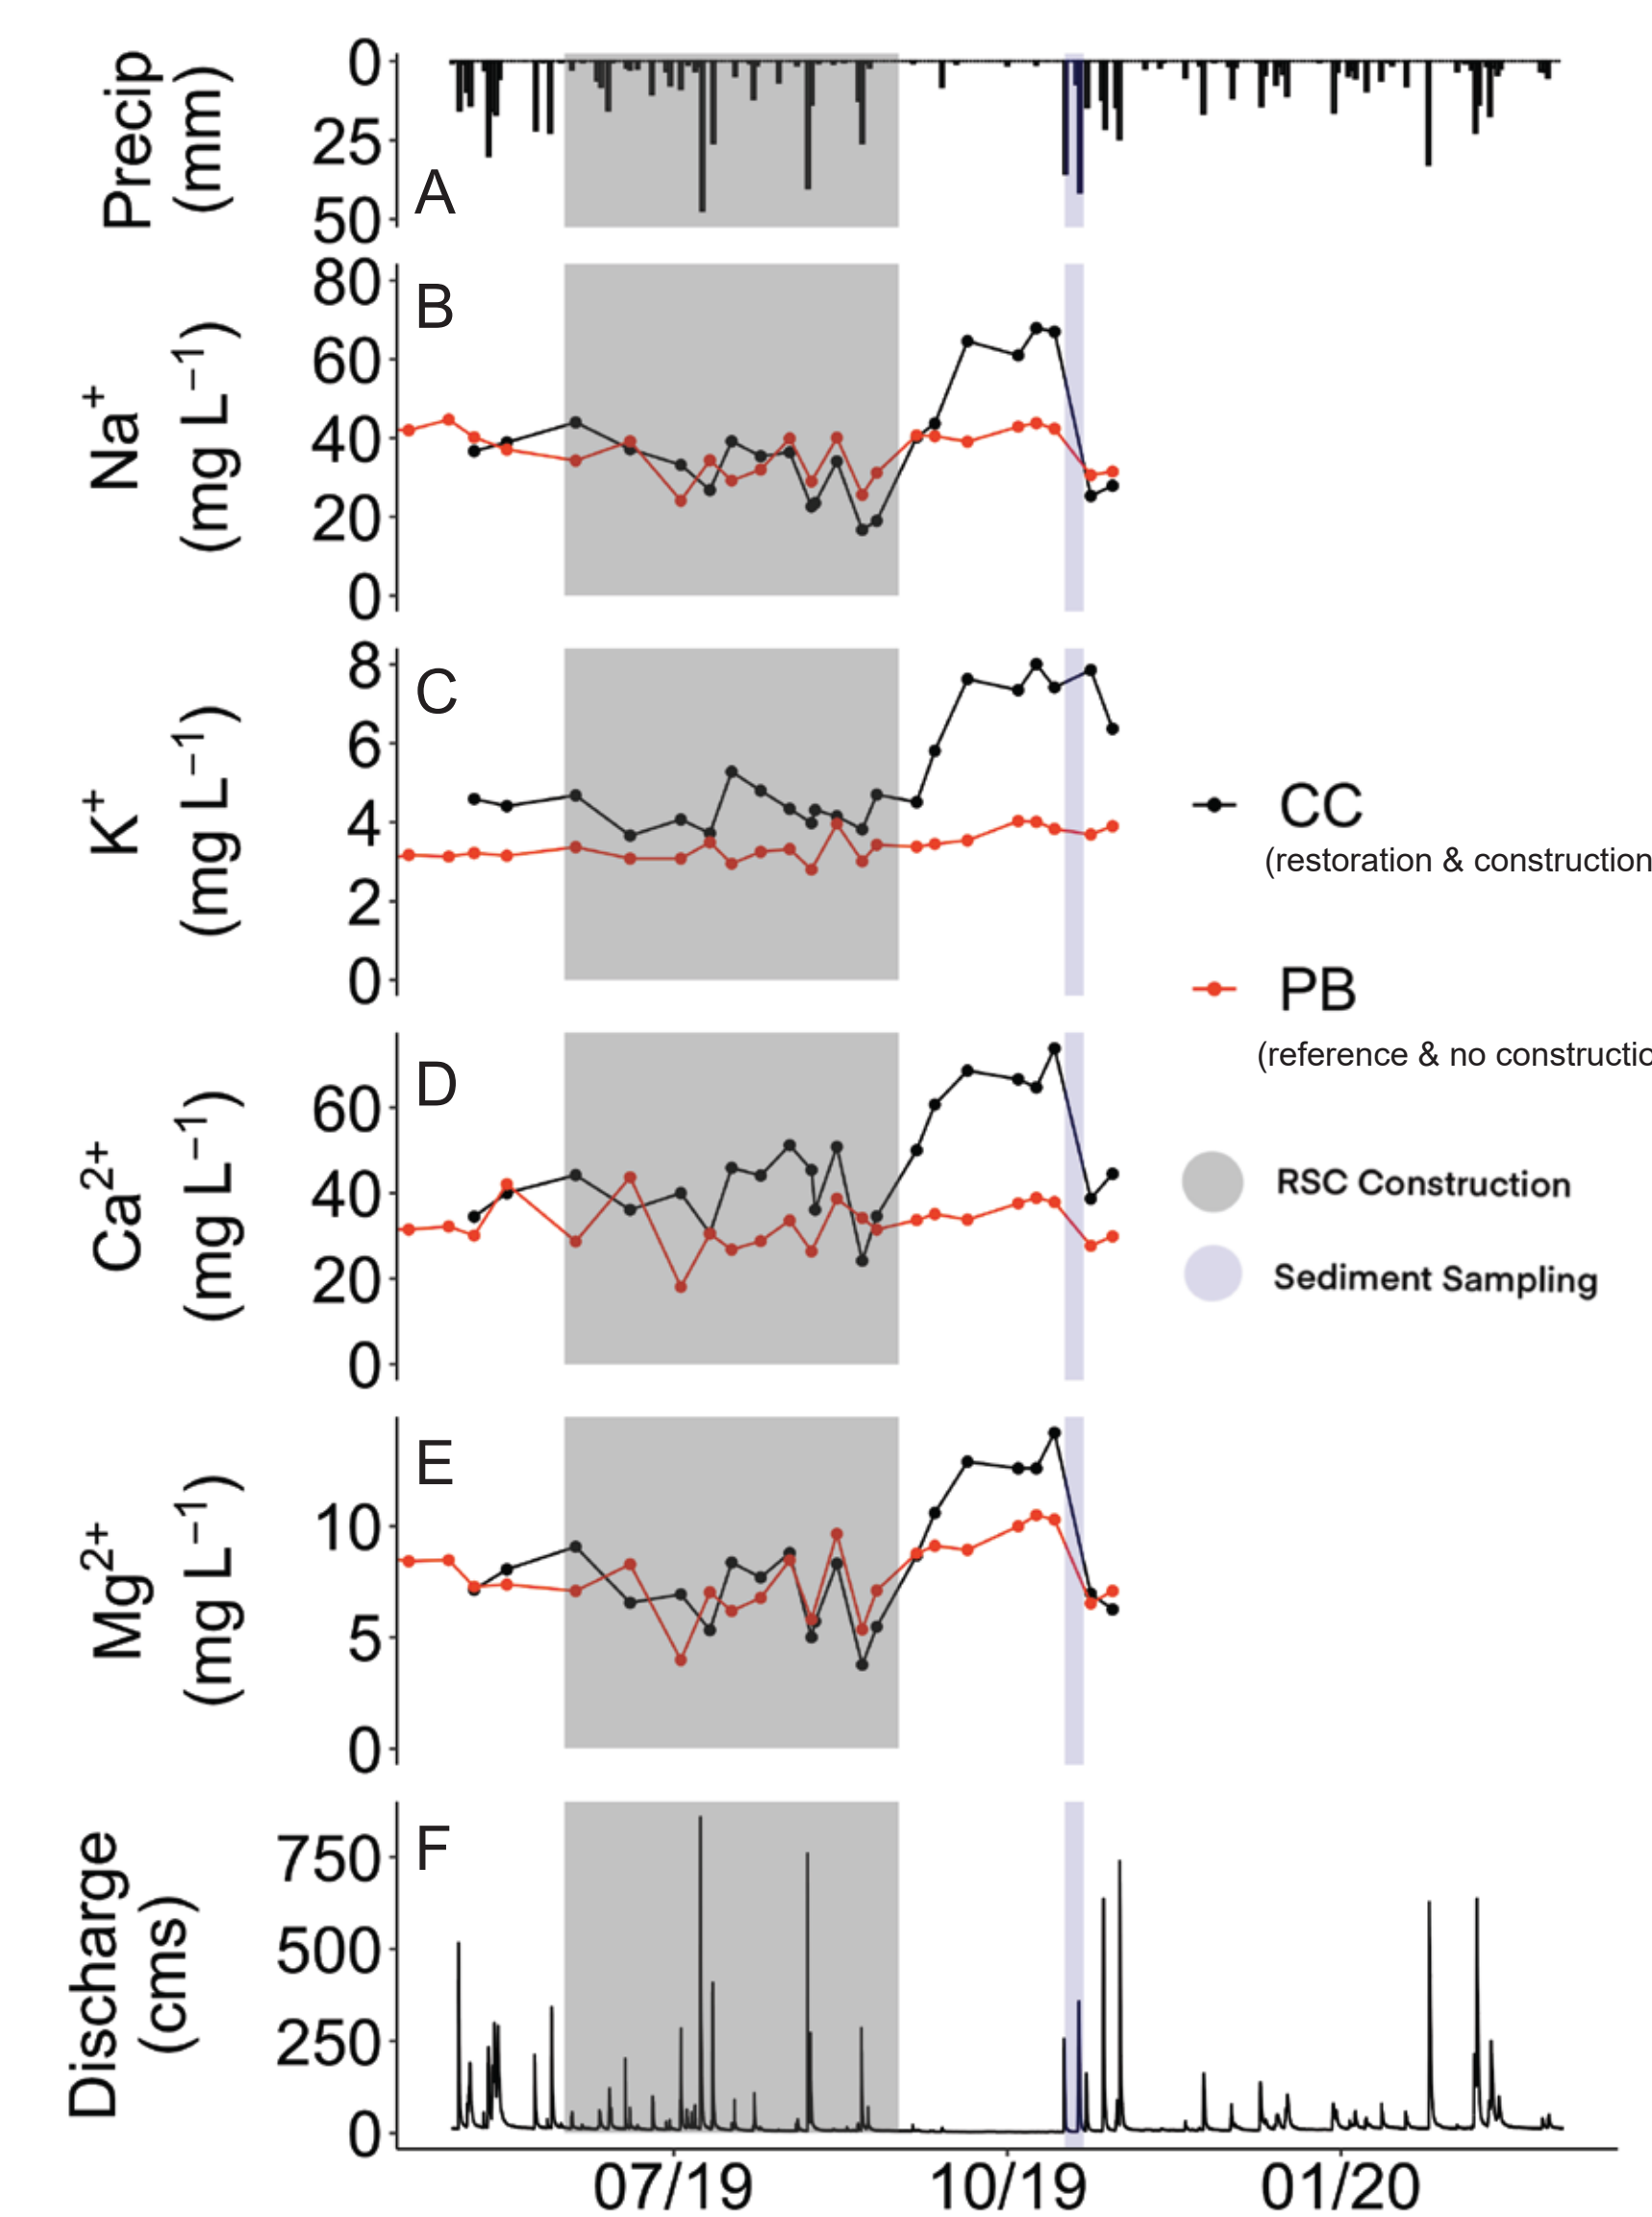 Precip
(mm)
0
25
50
A
Na⁺
(mg L⁻¹)
80
60
40
20
0
B
K⁺
(mg L⁻¹)
8
6
4
2
0
C
CC
(restoration & construction
PB
(reference & no constructio
Ca²⁺
(mg L⁻¹)
60
40
20
0
D
RSC Construction
Sediment Sampling
Mg²⁺
(mg L⁻¹)
10
5
0
E
Discharge
(cms)
750
500
250
0
F
07/19
10/19
01/20